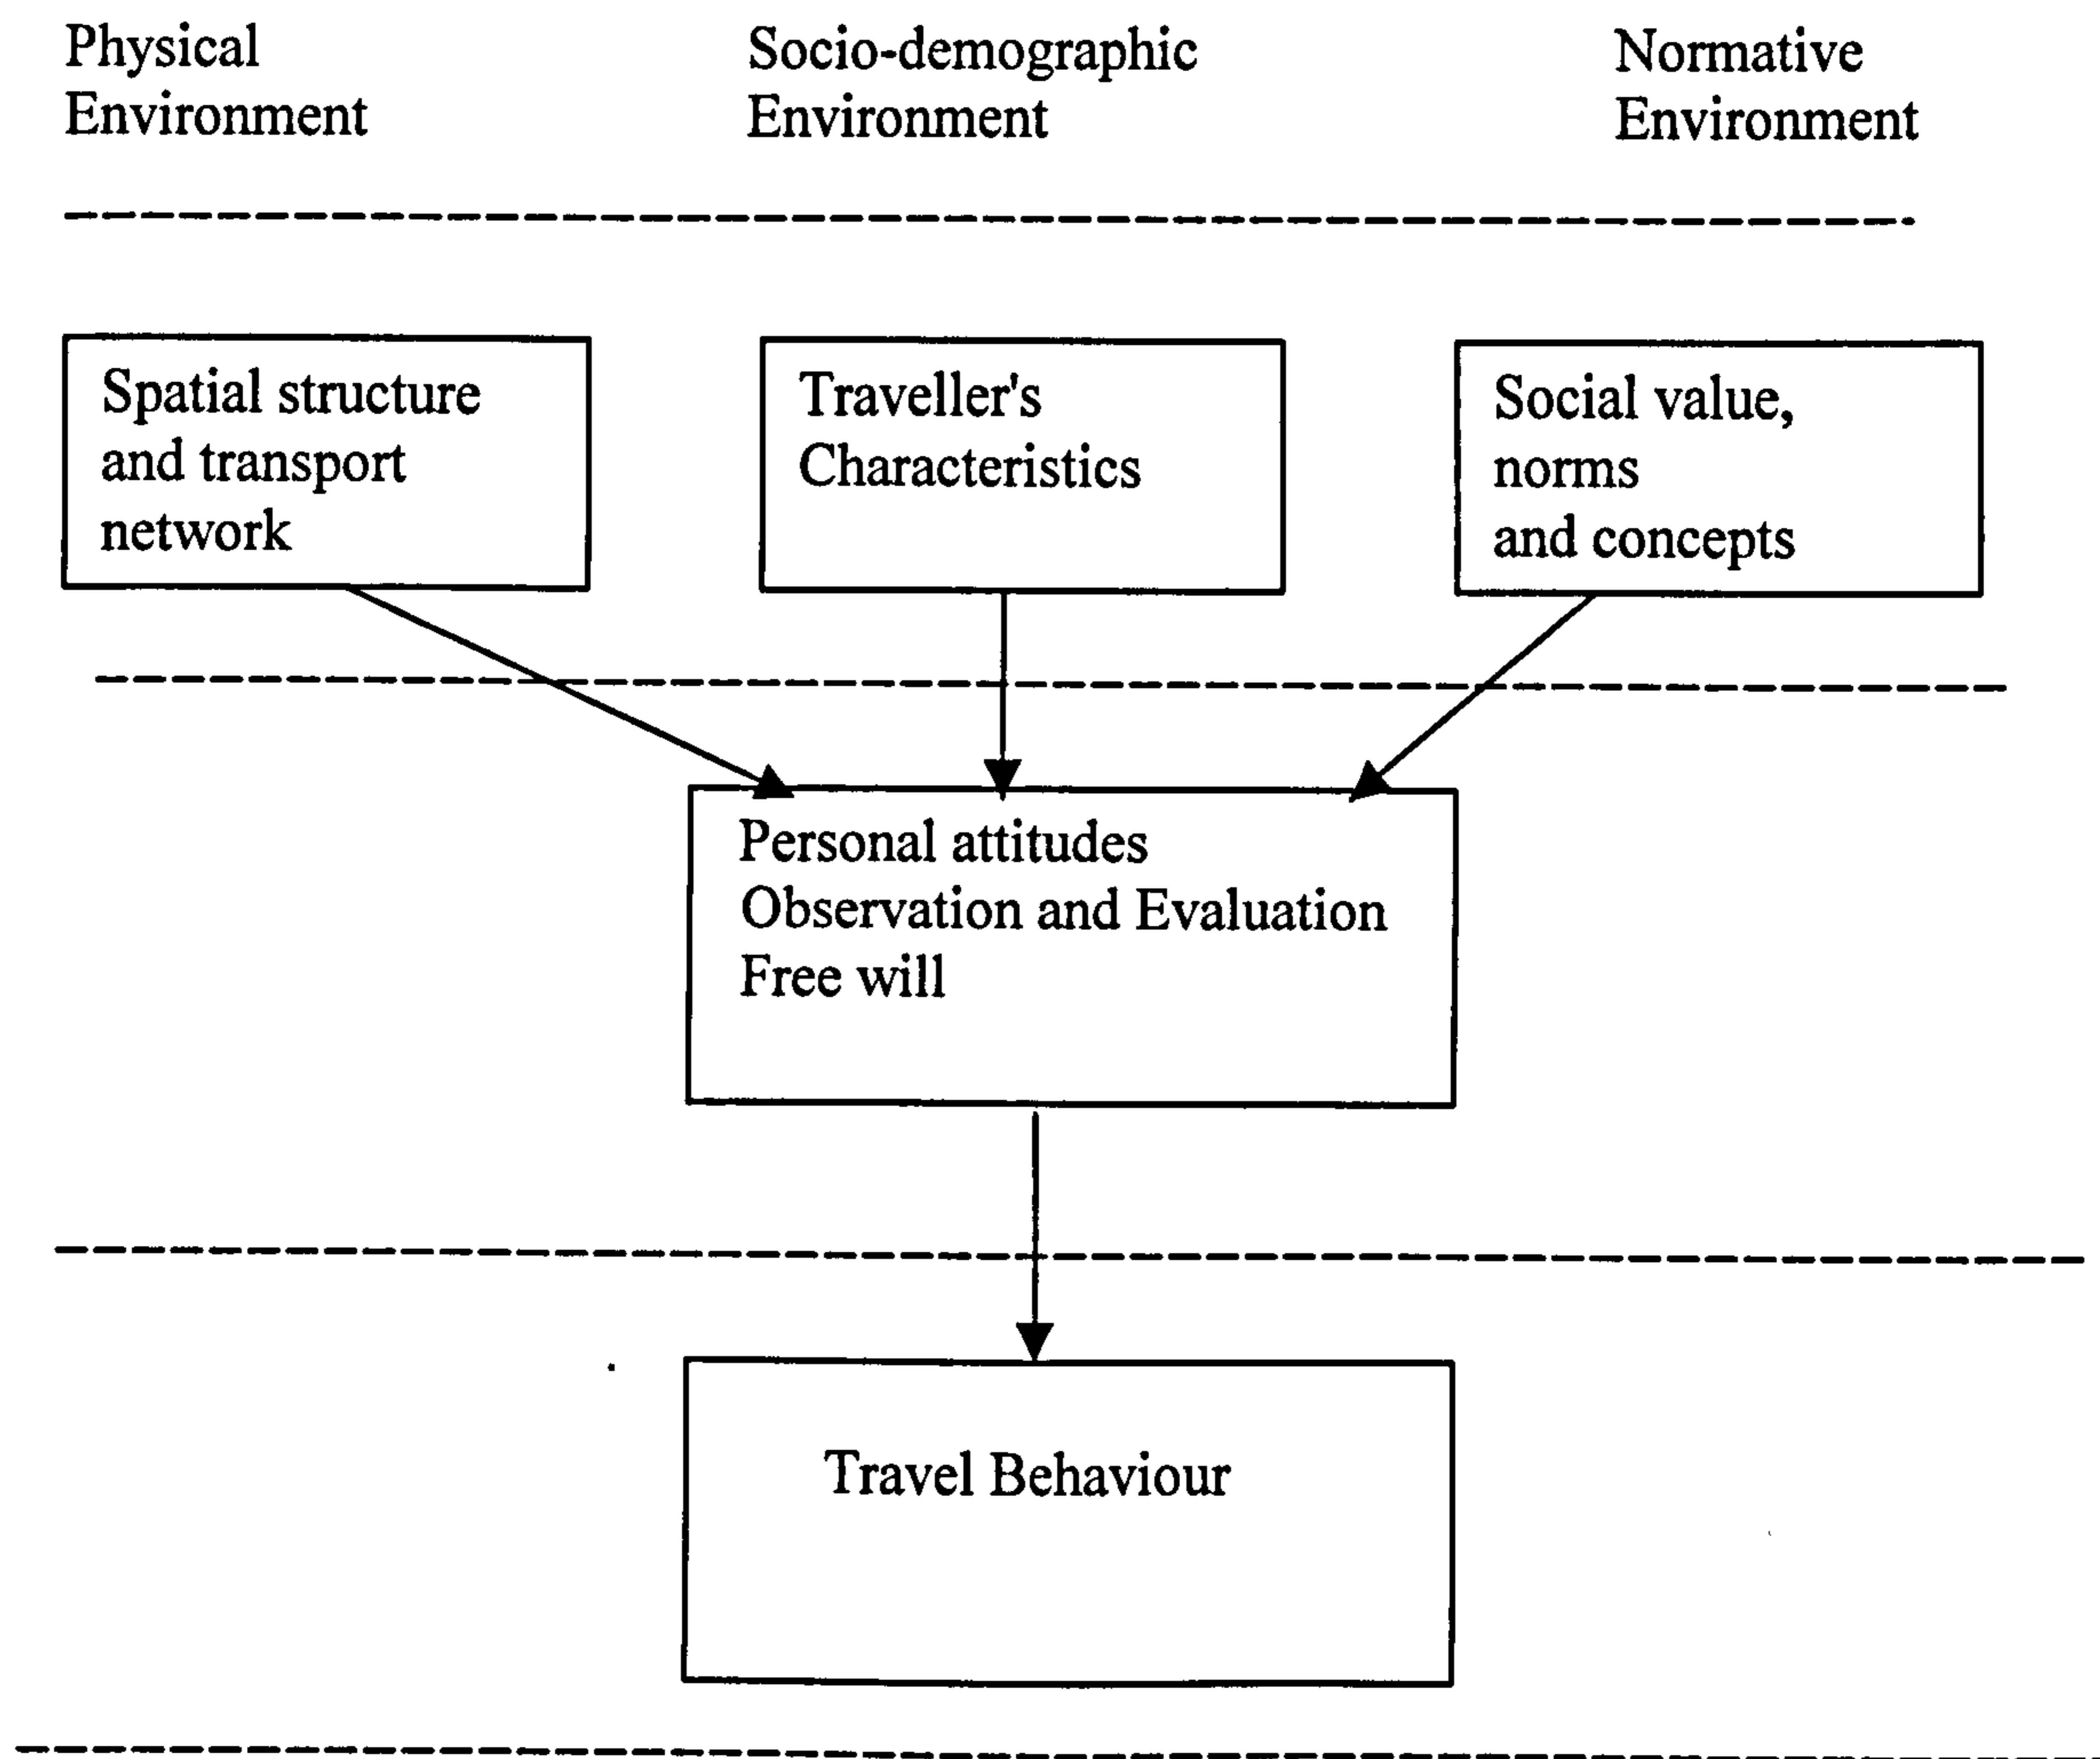 Physical
Environment
Socio-demographic
Environment
Normative
Environment
Spatial structure
and transport
network
Traveller's
Characteristics
Social value,
norms
and concepts
Personal attitudes
Observation and Evaluation
Free will
Travel Behaviour